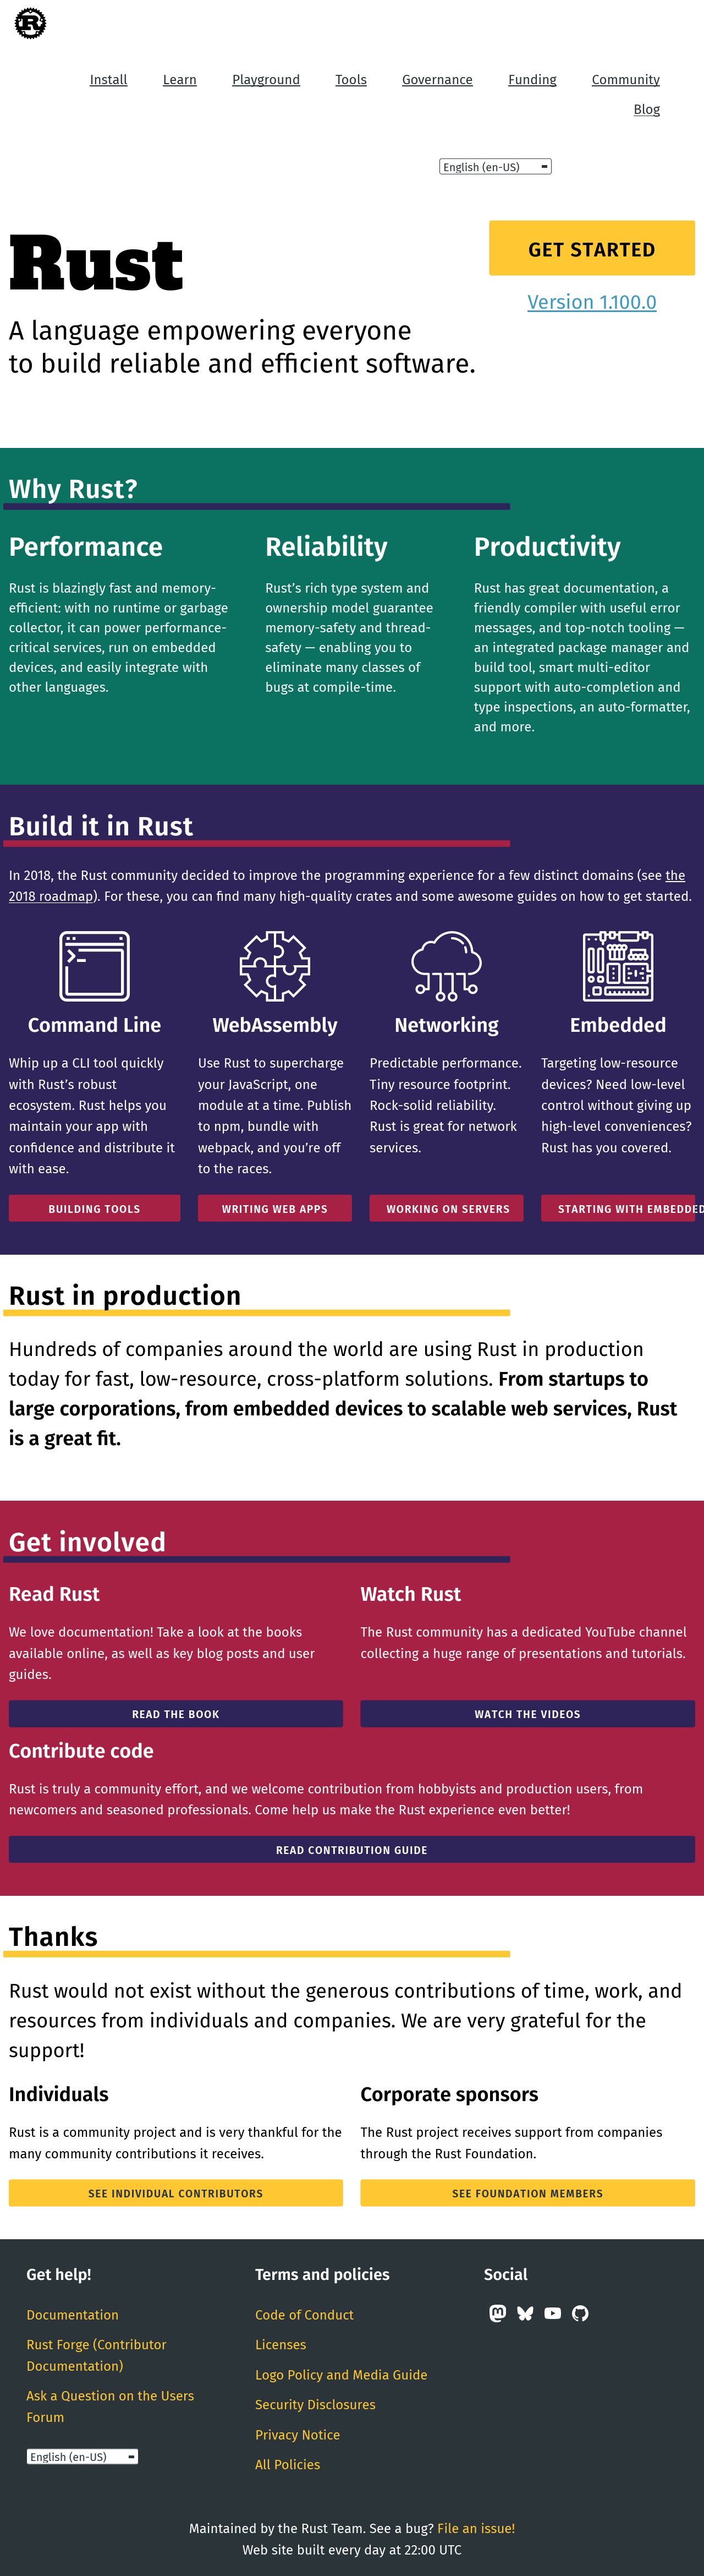 R
Install Learn Playground Tools Governance Funding Community
Blog
English (en-US)
Rust
A language empowering everyone
to build reliable and efficient software.
GET STARTED
Version 1.100.0
Why Rust?
Performance
Rust is blazingly fast and memory-
efficient: with no runtime or garbage
collector, it can power performance-
critical services, run on embedded
devices, and easily integrate with
other languages.
Reliability
Rust’s rich type system and
ownership model guarantee
memory-safety and thread-
safety — enabling you to
eliminate many classes of
bugs at compile-time.
Productivity
Rust has great documentation, a
friendly compiler with useful error
messages, and top-notch tooling —
an integrated package manager and
build tool, smart multi-editor
support with auto-completion and
type inspections, an auto-formatter,
and more.
Build it in Rust
In 2018, the Rust community decided to improve the programming experience for a few distinct domains (see the
2018 roadmap). For these, you can find many high-quality crates and some awesome guides on how to get started.
Command Line
Whip up a CLI tool quickly
with Rust’s robust
ecosystem. Rust helps you
maintain your app with
confidence and distribute it
with ease.
BUILDING TOOLS
WebAssembly
Use Rust to supercharge
your JavaScript, one
module at a time. Publish
to npm, bundle with
webpack, and you’re off
to the races.
WRITING WEB APPS
Networking
Predictable performance.
Tiny resource footprint.
Rock-solid reliability.
Rust is great for network
services.
WORKING ON SERVERS
Embedded
Targeting low-resource
devices? Need low-level
control without giving up
high-level conveniences?
Rust has you covered.
STARTING WITH EMBEDDED
Rust in production
Hundreds of companies around the world are using Rust in production
today for fast, low-resource, cross-platform solutions. From startups to
large corporations, from embedded devices to scalable web services, Rust
is a great fit.
Get involved
Read Rust
We love documentation! Take a look at the books
available online, as well as key blog posts and user
guides.
READ THE BOOK
Watch Rust
The Rust community has a dedicated YouTube channel
collecting a huge range of presentations and tutorials.
WATCH THE VIDEOS
Contribute code
Rust is truly a community effort, and we welcome contribution from hobbyists and production users, from
newcomers and seasoned professionals. Come help us make the Rust experience even better!
READ CONTRIBUTION GUIDE
Thanks
Rust would not exist without the generous contributions of time, work, and
resources from individuals and companies. We are very grateful for the
support!
Individuals
Rust is a community project and is very thankful for the
many community contributions it receives.
SEE INDIVIDUAL CONTRIBUTORS
Corporate sponsors
The Rust project receives support from companies
through the Rust Foundation.
SEE FOUNDATION MEMBERS
Get help!
Documentation
Rust Forge (Contributor
Documentation)
Ask a Question on the Users
Forum
English (en-US)
Terms and policies
Code of Conduct
Licenses
Logo Policy and Media Guide
Security Disclosures
Privacy Notice
All Policies
Social
Maintained by the Rust Team. See a bug? File an issue!
Web site built every day at 22:00 UTC